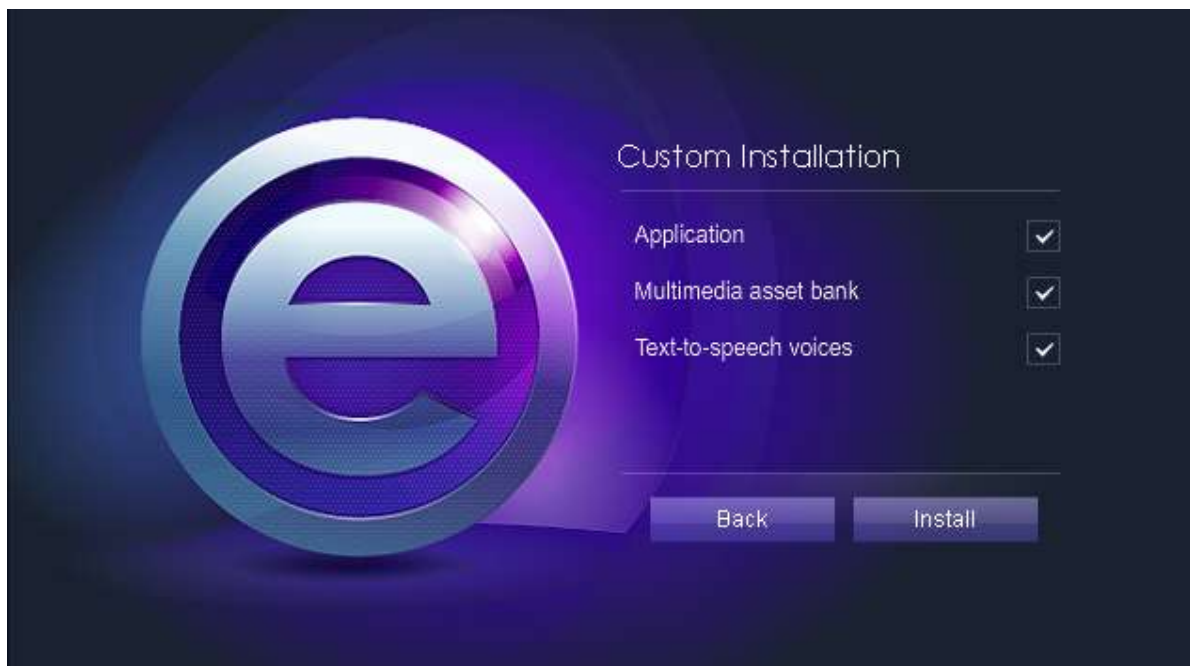 Custom Installation
Application
Multimedia asset bank
Text-to-speech voices
Back
Install